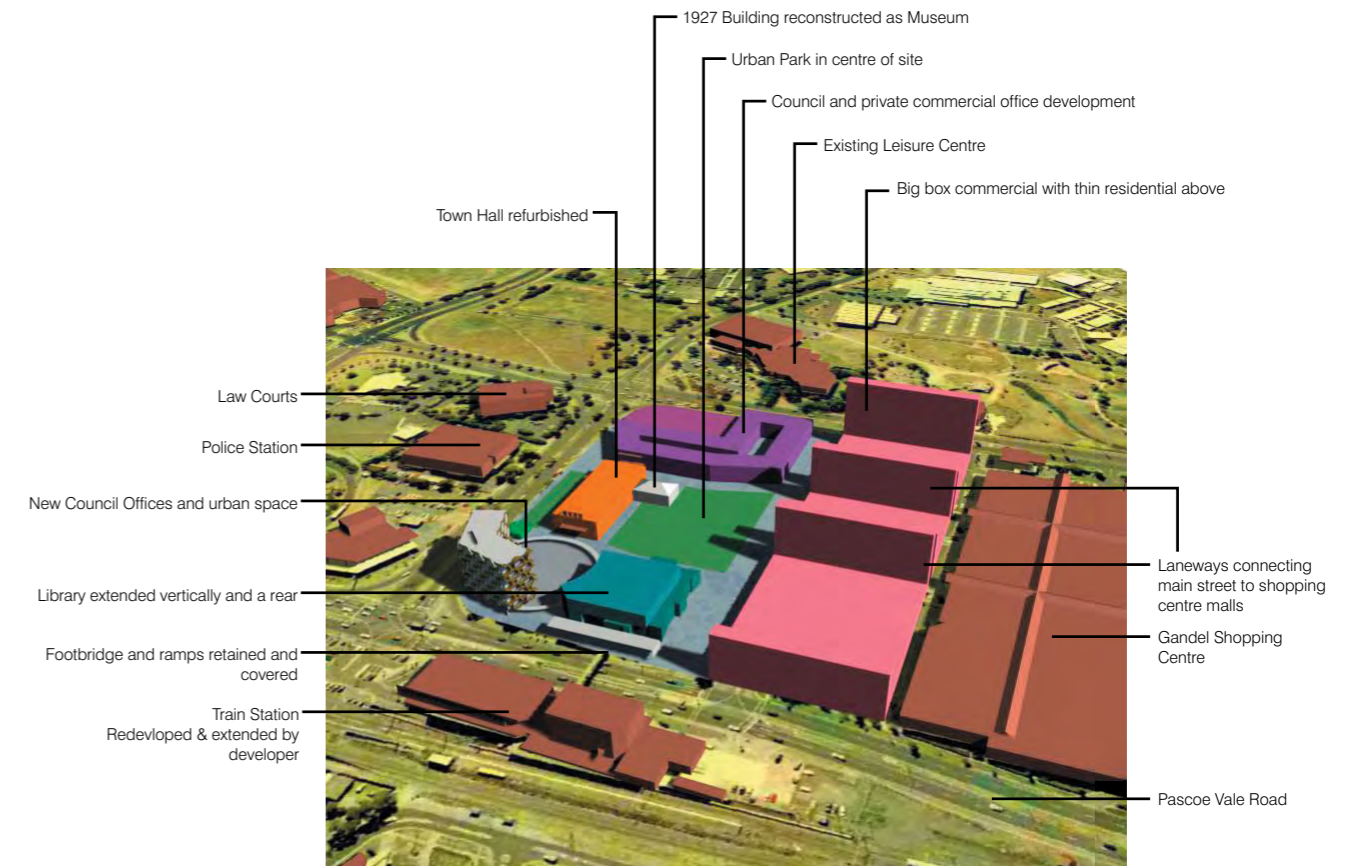 1927 Building reconstructed as Museum
Urban Park in centre of site
Council and private commercial office development
Existing Leisure Centre
Big box commercial with thin residential above
Town Hall refurbished
Law Courts
Police Station
New Council Offices and urban space
Library extended vertically and a rear
Footbridge and ramps retained and
covered
Train Station
Redevloped & extended by
developer
Laneways connecting
main street to shopping
centre malls
Gandel Shopping
Centre
Pascoe Vale Road